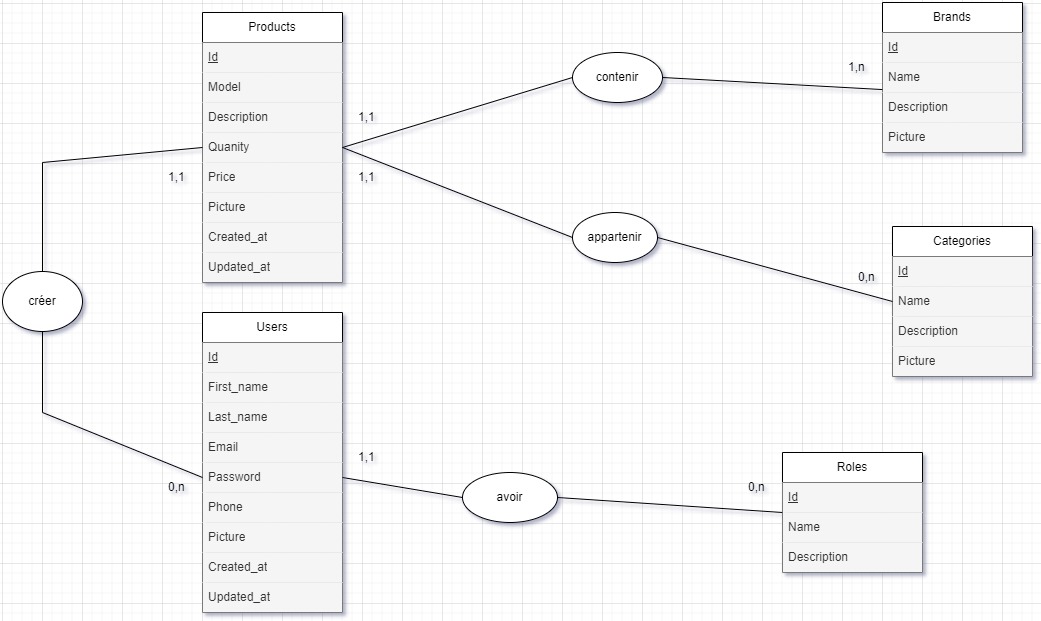 Products
Id
Model
Description
Quanity
Price
Picture
Created_at
Updated_at
1,1
1,1
1,1
contenir
1,n
Brands
Id
Name
Description
Picture
appartenir
0,n
Categories
Id
Name
Description
Picture
créer
Users
Id
First_name
Last_name
Email
Password
Phone
Picture
Created_at
Updated_at
0,n
1,1
avoir
0,n
Roles
Id
Name
Description